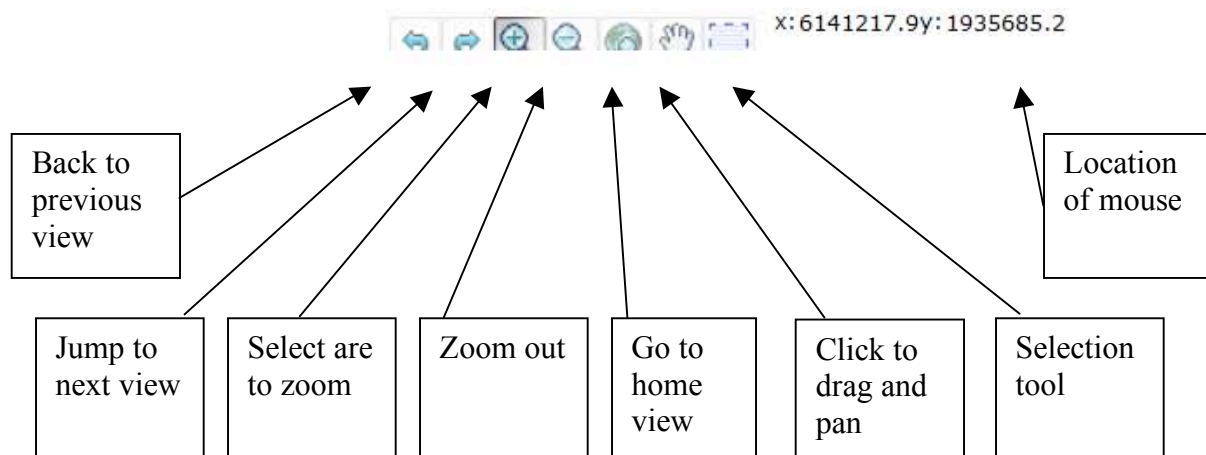 x:6141217.9y:1935685.2
Back to
previous
view
Location
of mouse
Jump to
next view
Select are
to zoom
Zoom out
Go to
home
view
Click to
drag and
pan
Selection
tool